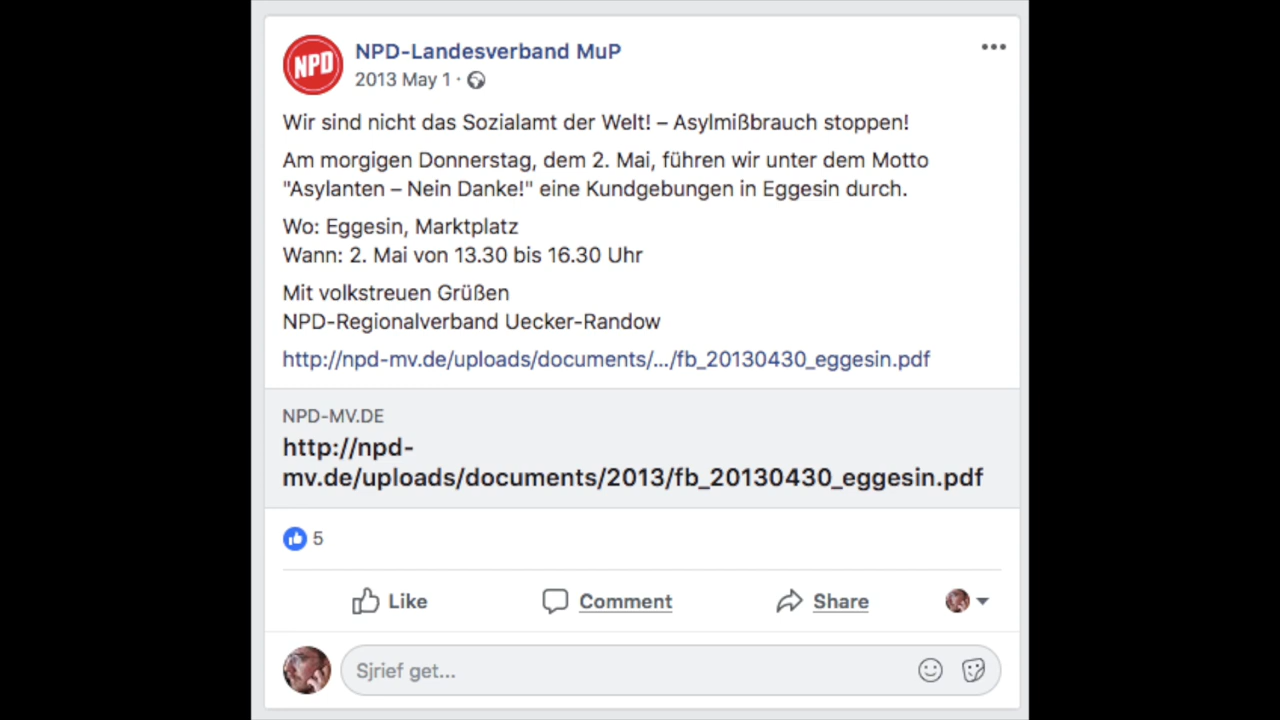 NPD
NPD-Landesverband MuP
2013 May 1 ·
Wir sind nicht das Sozialamt der Welt! – Asylmißbrauch stoppen!
Am morgigen Donnerstag, dem 2. Mai, führen wir unter dem Motto
"Asylanten – Nein Danke!" eine Kundgebungen in Eggesin durch.
Wo: Eggesin, Marktplatz
Wann: 2. Mai von 13.30 bis 16.30 Uhr
Mit volkstreuen Grüßen
NPD-Regionalverband Uecker-Randow
http://npd-mv.de/uploads/documents/.../fb_20130430_eggesin.pdf
NPD-MV.DE
http://npd-
mv.de/uploads/documents/2013/fb_20130430_eggesin.pdf
5
Like Comment Share
Sjrief get...